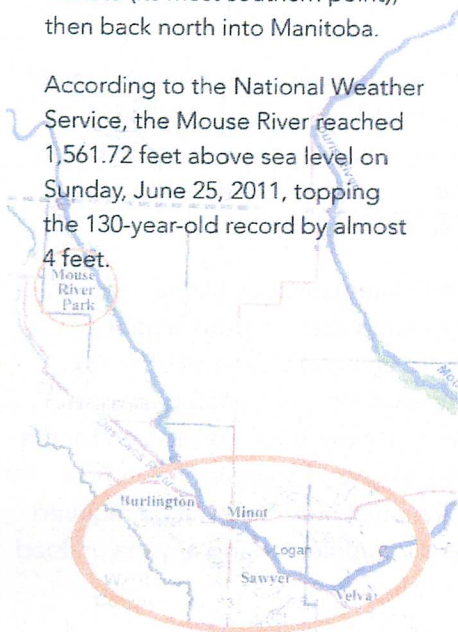 then back north into Manitoba.
According to the National Weather
Service, the Mouse River reached
1,561.72 feet above sea level on
Sunday, June 25, 2011, topping
the 130-year-old record by almost
4 feet.
Mouse
River
Park
Burlington
Minot
Logan
Sawyer
Velva